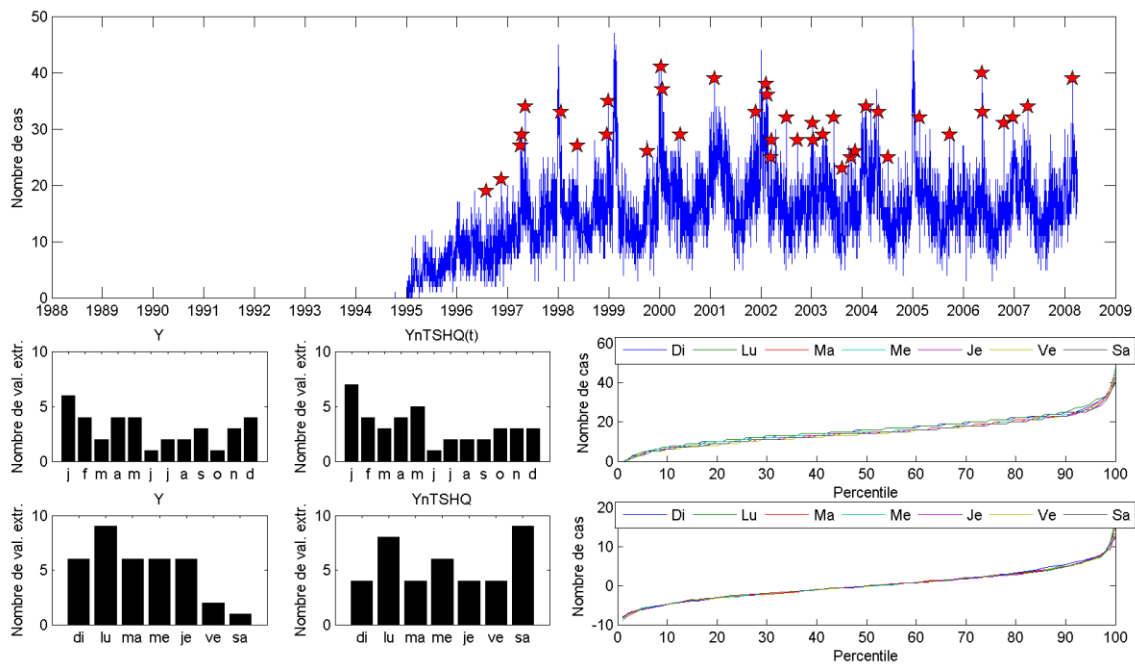 50
40
30
20
10
0
Nombre de cas
1988 1989 1990 1991 1992 1993 1994 1995 1996 1997 1998 1999 2000 2001 2002 2003 2004 2005 2006 2007 2008 2009
Y
10
5
0
Nombre de val. extr.
j f m a m j j a s o n d
YnTSHQ(t)
10
5
0
Nombre de val. extr.
j f m a m j j a s o n d
Di Lu Ma Me Je Ve Sa
60
40
20
0
Nombre de cas
0 10 20 30 40 50 60 70 80 90 100
Percentile
Y
10
5
0
Nombre de val. extr.
di lu ma me je ve sa
YnTSHQ
10
5
0
Nombre de val. extr.
di lu ma me je ve sa
Di Lu Ma Me Je Ve Sa
20
10
0
-10
Nombre de cas
0 10 20 30 40 50 60 70 80 90 100
Percentile